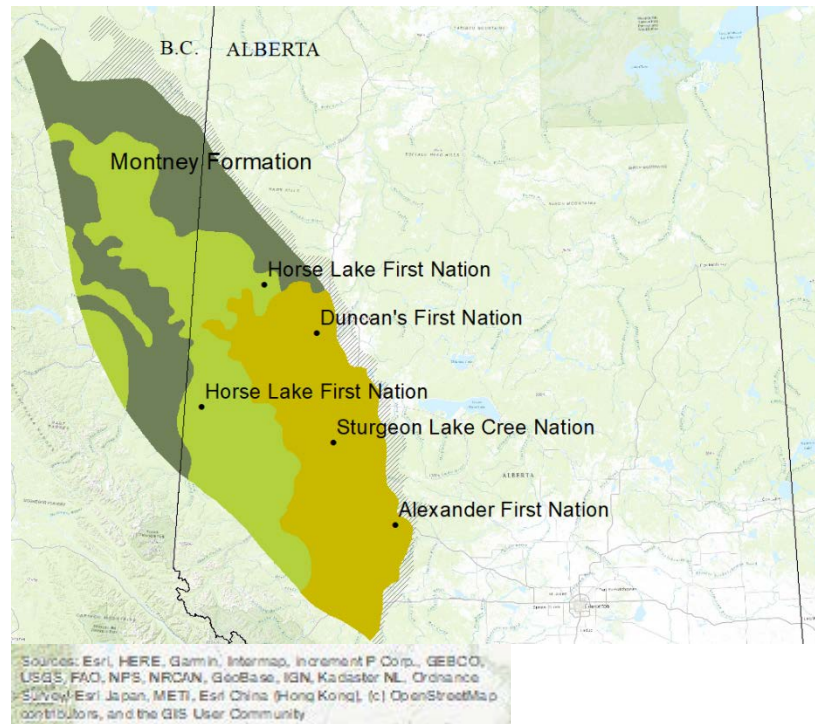 B.C. ALBERTA
Montney Formation
Horse Lake First Nation
Duncan's First Nation
Horse Lake First Nation
Sturgeon Lake Cree Nation
ALBERTA
Alexander First Nation
Sources: Esri, HERE, Garmin, Intermap, increment P Corp., GEBCO,
USGS, FAO, NPS, NRCAN, GeoBase, IGN, Kadaster NL, Ordnance
Survey, Esri Japan, METI, Esri China (Hong Kong), (c) OpenStreetMap
contributors, and the GIS User Community